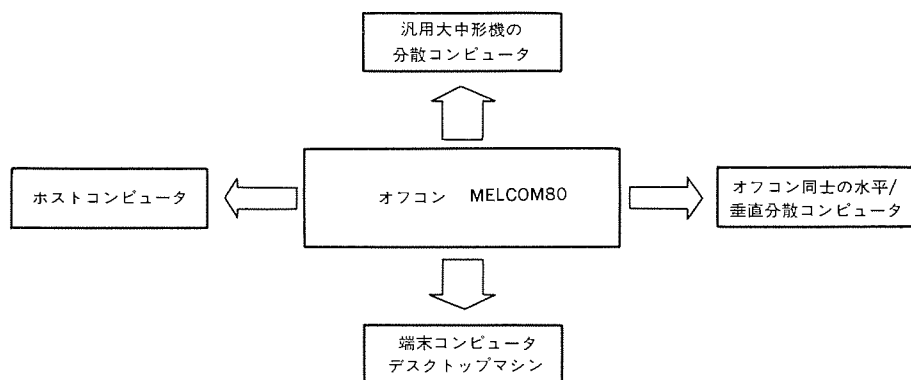 汎用大中形機の
分散コンピュータ
ホストコンピュータ
オフコン MELCOM80
オフコン同士の水平/
垂直分散コンピュータ
端末コンピュータ
デスクトップマシン